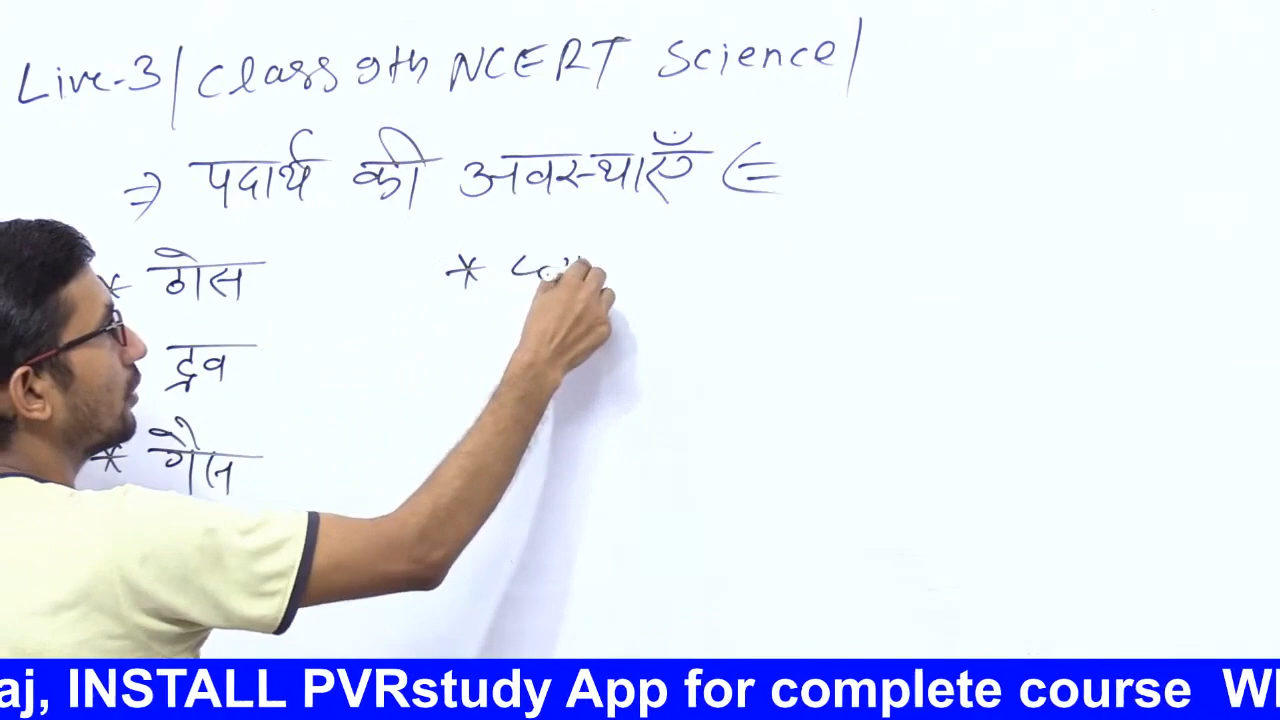 Live-3/ Class 9th NCERT Science/
⇒ पदार्थ की अवस्थाएँ ⇐
* ठोस *
द्रव
* गैस
aj, INSTALL PVRstudy App for complete course